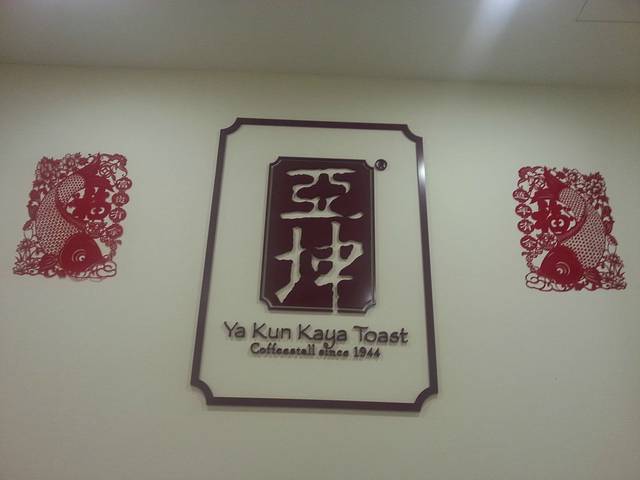 亞坤
Ya Kun Kaya Toast
Coffeestall since 1944